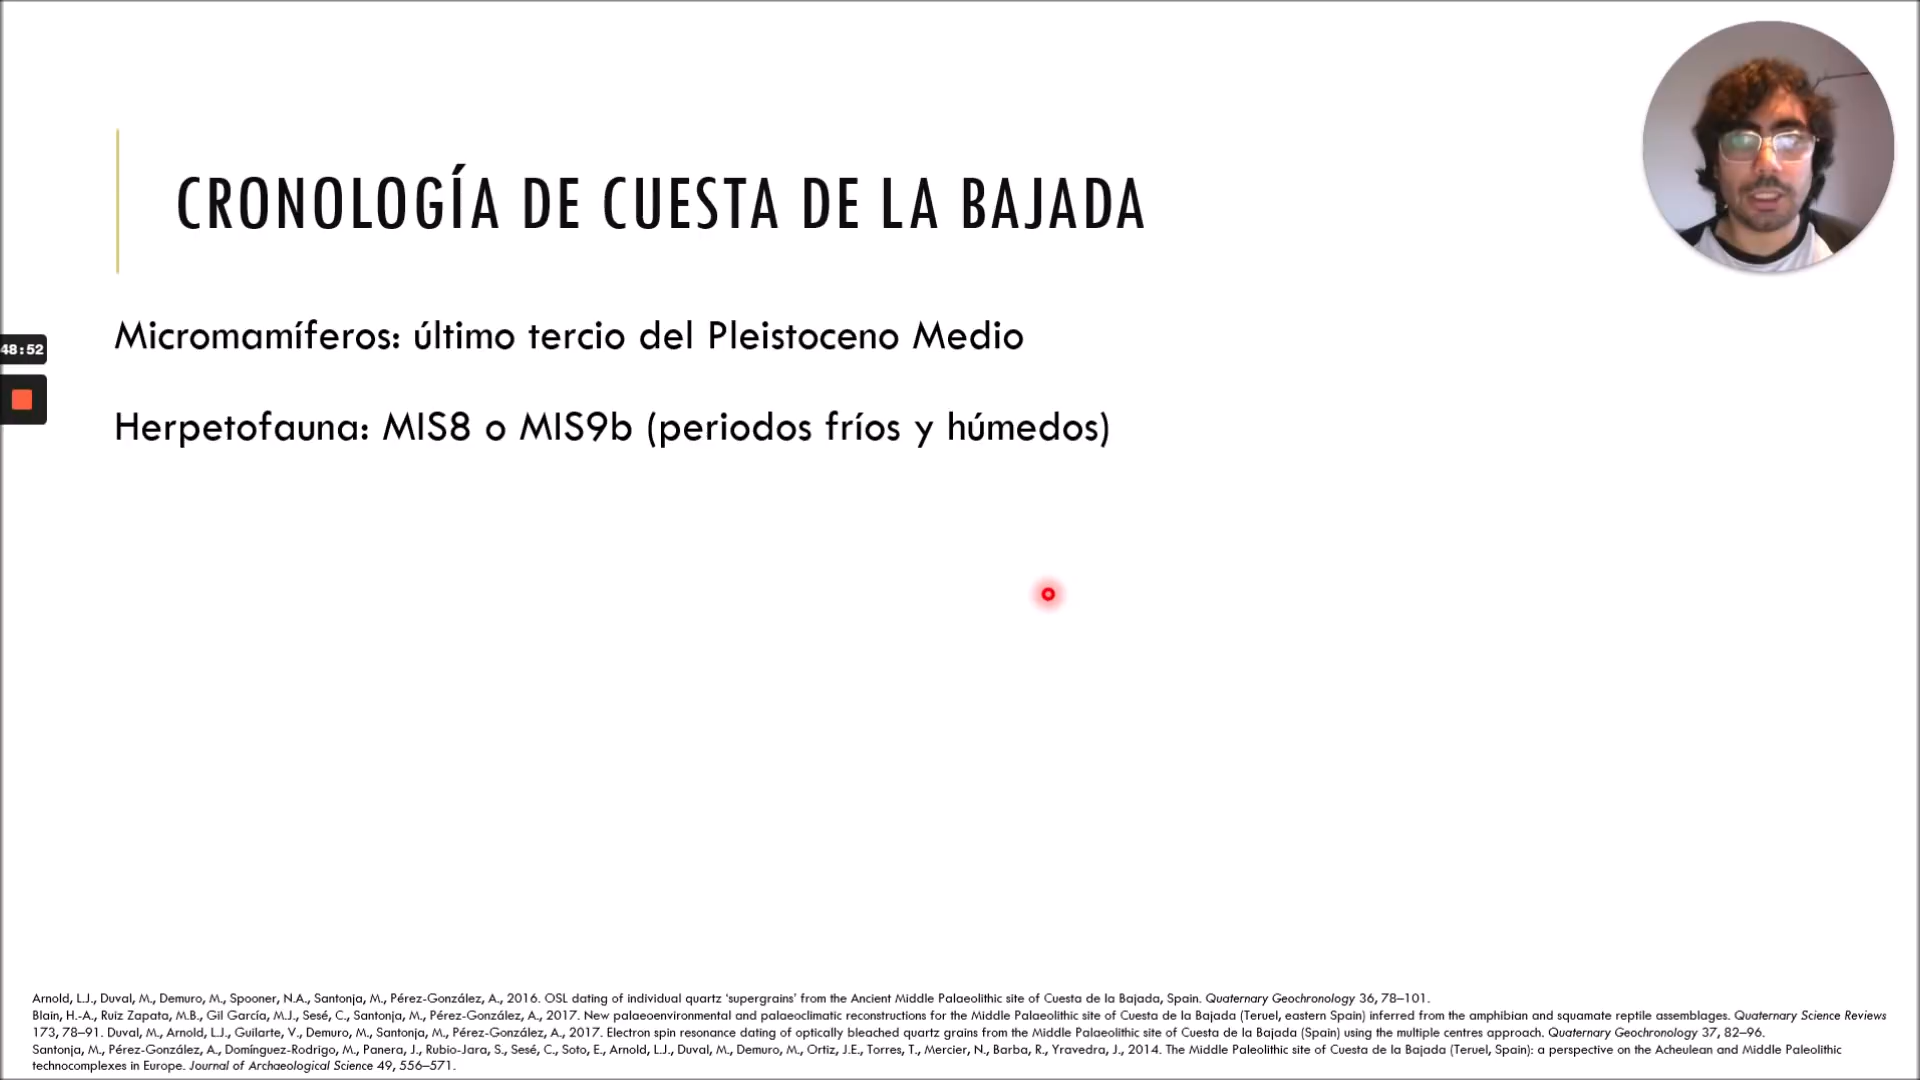 CRONOLOGÍA DE CUESTA DE LA BAJADA
Micromamíferos: último tercio del Pleistoceno Medio
48:52
Herpetofauna: MIS8 o MIS9b (periodos fríos y húmedos)
Arnold, L.J., Duval, M., Demuro, M., Spooner, N.A., Santonja, M., Pérez-González, A., 2016. OSL dating of individual quartz ‘supergrains’ from the Ancient Middle Palaeolithic site of Cuesta de la Bajada, Spain. Quaternary Geochronology 36, 78–101.
Blain, H.-A., Ruiz Zapata, M.B., Gil García, M.J., Sesé, C., Santonja, M., Pérez-González, A., 2017. New palaeoenvironmental and palaeoclimatic reconstructions for the Middle Palaeolithic site of Cuesta de la Bajada (Teruel, eastern Spain) inferred from the amphibian and squamate reptile assemblages. Quaternary Science Reviews
173, 78–91. Duval, M., Arnold, L.J., Guilarte, V., Demuro, M., Santonja, M., Pérez-González, A., 2017. Electron spin resonance dating of optically bleached quartz grains from the Middle Palaeolithic site of Cuesta de la Bajada (Spain) using the multiple centres approach. Quaternary Geochronology 37, 82–96.
Santonja, M., Pérez-González, A., Domínguez-Rodrigo, M., Panera, J., Rubio-Jara, S., Sesé, C., Soto, E., Arnold, L.J., Duval, M., Demuro, M., Ortiz, J.E., Torres, T., Mercier, N., Barba, R., Yravedra, J., 2014. The Middle Paleolithic site of Cuesta de la Bajada (Teruel, Spain): a perspective on the Acheulean and Middle Paleolithic
technocomplexes in Europe. Journal of Archaeological Science 49, 556–571.